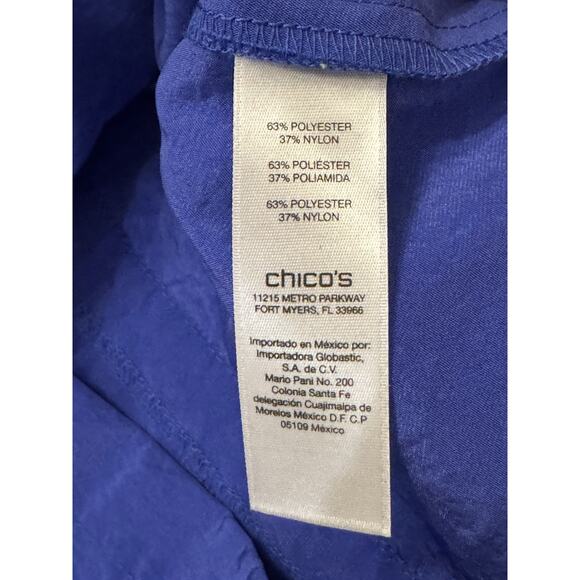 63% POLYESTER
37% NYLON
63% POLIÉSTER
37% POLIAMIDA
63% POLYESTER
37% NYLON
chico's
11215 METRO PARKWAY
FORT MYERS, FL 33966
Importado en México por:
Importadora Globastic,
S.A. de C.V.
Mario Pani No. 200
Colonia Santa Fe
delegación Cuajimalpa de
Morelos México D.F. C.P
05109 México